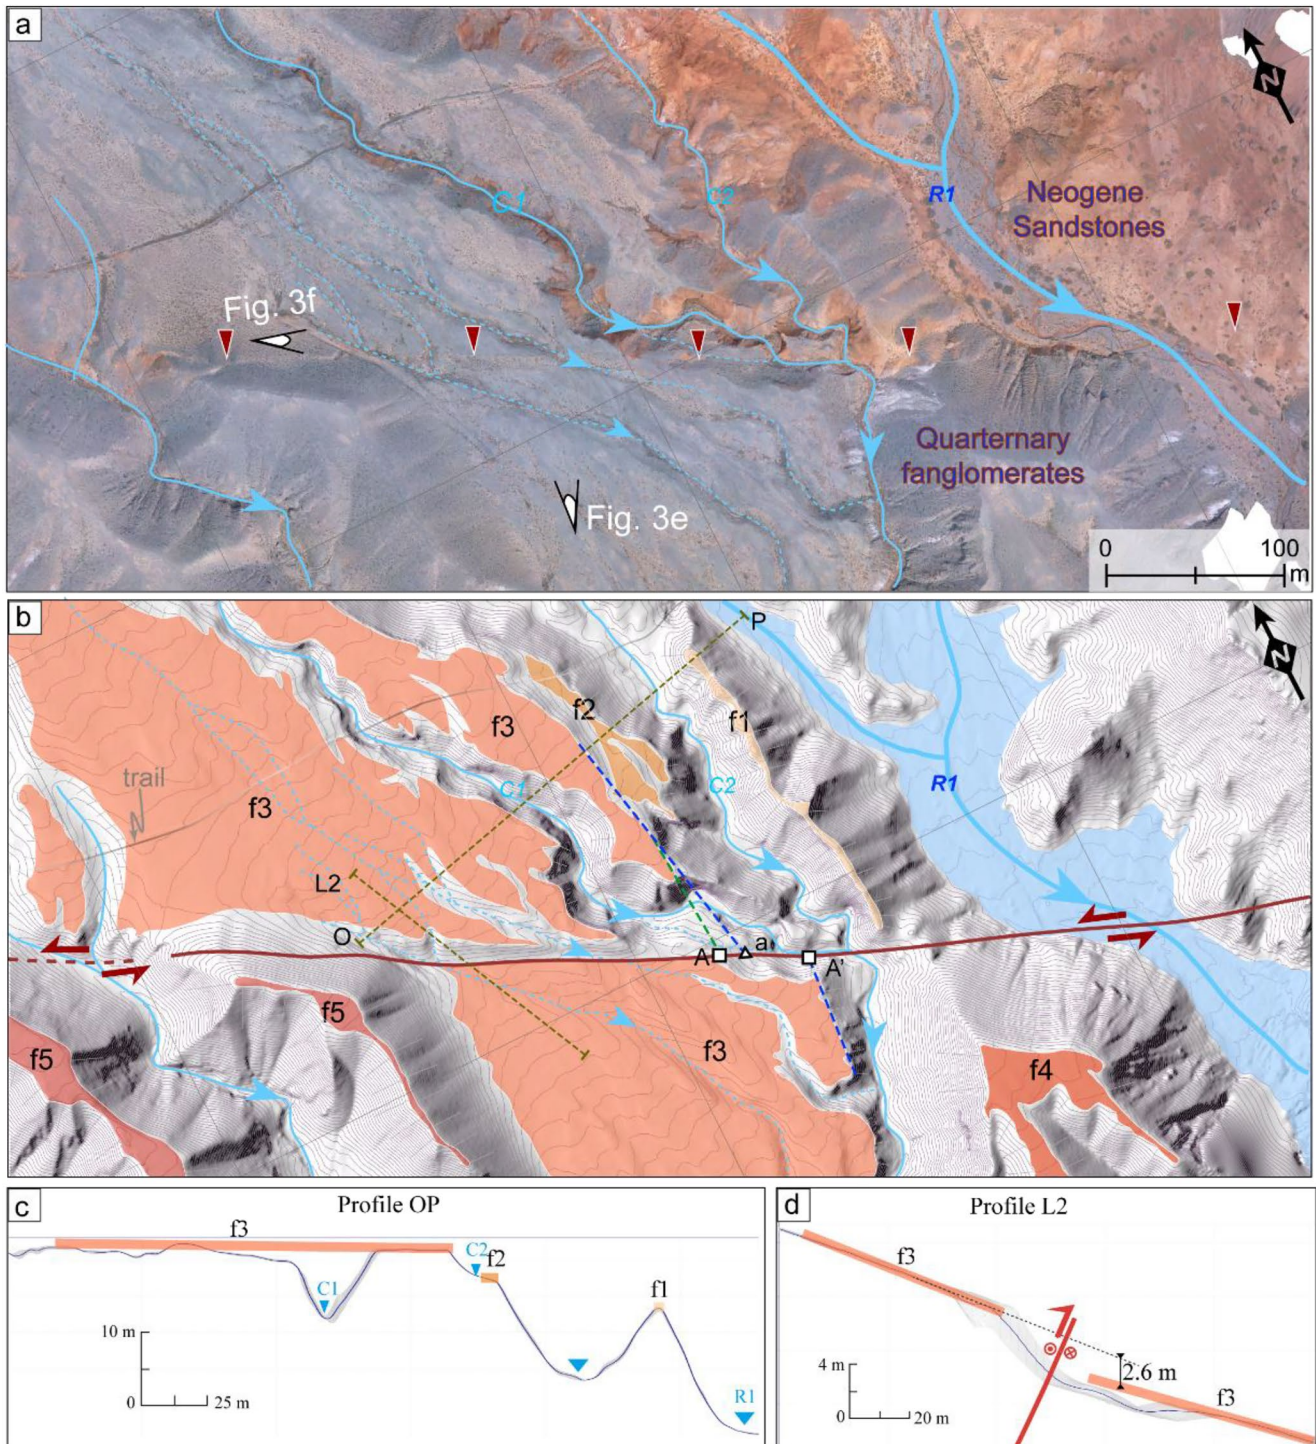 a
N
C1
C2
R1
Neogene
Sandstones
Fig. 3f
Quarternary
fanglomerates
Fig. 3e
0 100
m
b
P
N
f2
f3
f1
trail
f3
C1
C2
R1
L2
O
A
a
A'
f5
f5
f3
f4
c
Profile OP
f3
C2
f2
C1
f1
10 m
0
25 m
R1
d
Profile L2
f3
4 m
2.6 m
0
20 m
f3